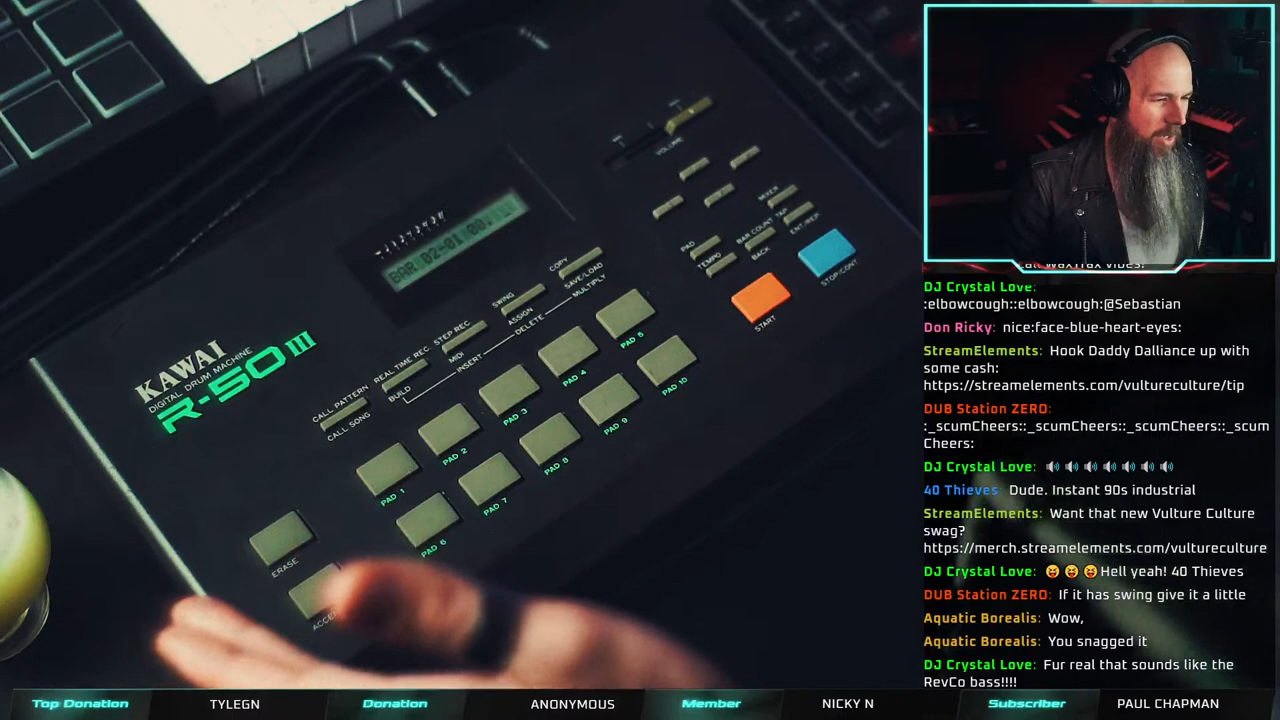 KAWAI
DIGITAL DRUM MACHINE
R-50III
VOLUME
MIXER
TAP
ENT/REP
BAR COUNT
BACK
PAD
TEMPO
STOP/CONT
START
COPY
SAVE/LOAD
MULTIPLY
SWING
ASSIGN
DELETE
STEP REC
MIDI
INSERT
REAL TIME REC
BUILD
CALL PATTERN
CALL SONG
PAD 1
PAD 2
PAD 3
PAD 4
PAD 5
PAD 6
PAD 7
PAD 8
PAD 9
PAD 10
ERASE
DJ Crystal Love:
:elbowcough::elbowcough:@Sebastian
Don Ricky: nice:face-blue-heart-eyes:
StreamElements: Hook Daddy Dalliance up with
some cash:
https://streamelements.com/vultureculture/tip
DUB Station ZERO:
:_scumCheers::_scumCheers::_scumCheers::_scum
Cheers:
DJ Crystal Love: 🔊 🔊 🔊 🔊 🔊 🔊 🔊
40 Thieves: Dude. Instant 90s industrial
StreamElements: Want that new Vulture Culture
swag?
https://merch.streamelements.com/vultureculture
DJ Crystal Love: 😝 😝 😝Hell yeah! 40 Thieves
DUB Station ZERO: If it has swing give it a little
Aquatic Borealis: Wow,
Aquatic Borealis: You snagged it
DJ Crystal Love: Fur real that sounds like the
RevCo bass!!!!
Top Donation TYLEGN Donation ANONYMOUS Member NICKY N Subscriber PAUL CHAPMAN